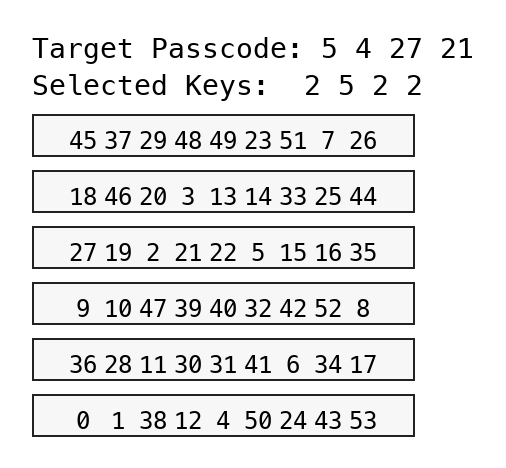 Target Passcode: 5 4 27 21
Selected Keys: 2 5 2 2
45 37 29 48 49 23 51 7 26
18 46 20 3 13 14 33 25 44
27 19 2 21 22 5 15 16 35
9 10 47 39 40 32 42 52 8
36 28 11 30 31 41 6 34 17
0 1 38 12 4 50 24 43 53